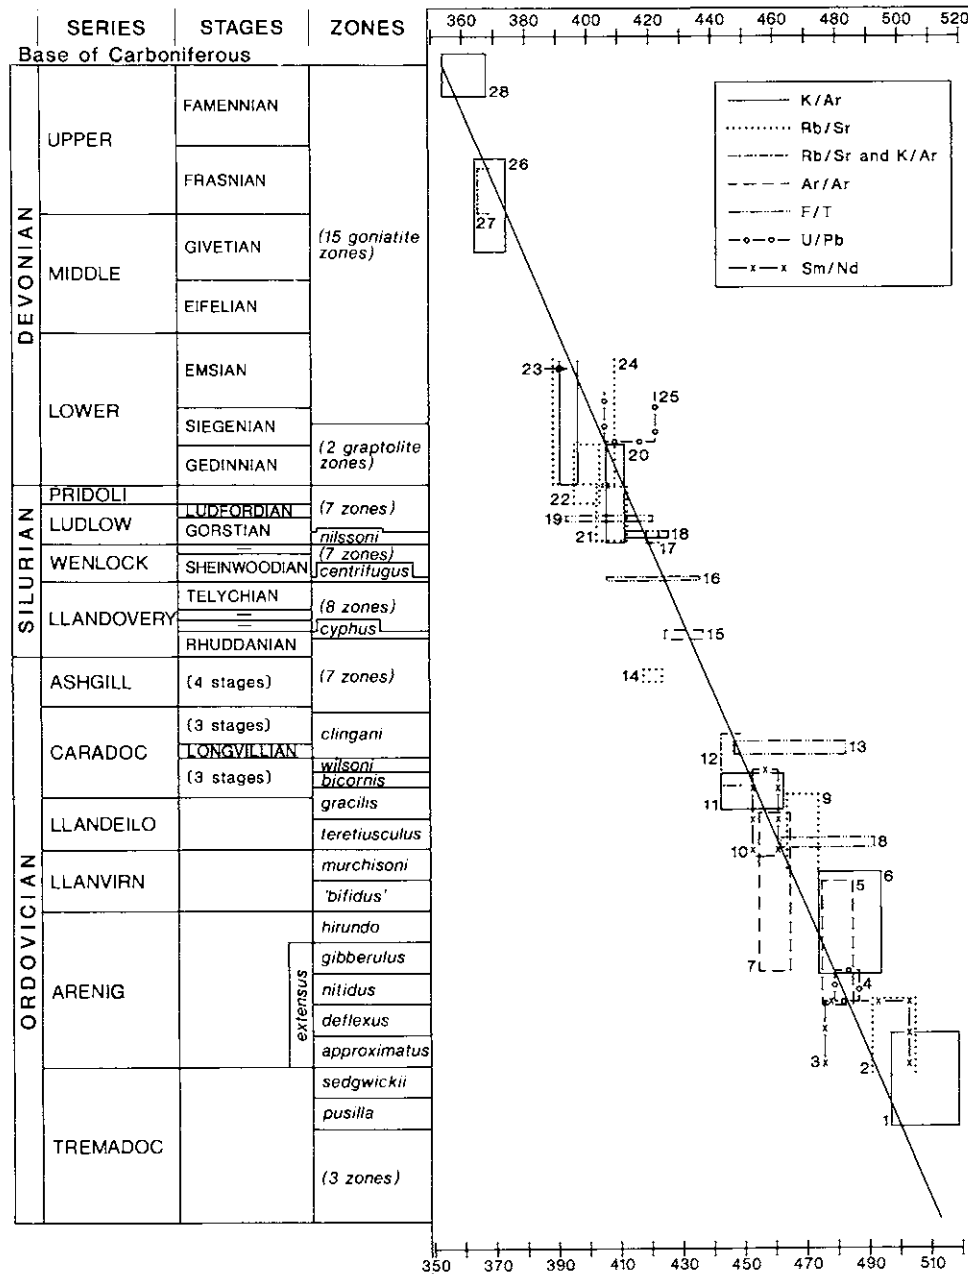 SERIES STAGES ZONES
360 380 400 420 440 460 480 500 520
Base of Carboniferous
DEVONIAN
UPPER
FAMENNIAN
FRASNIAN
MIDDLE
GIVETIAN
EIFELIAN
(15 goniatite
zones)
LOWER
EMSIAN
SIEGENIAN
GEDINNIAN
(2 graptolite
zones)
SILURIAN
PRIDOLI
LUDLOW
LUDFORDIAN
GORSTIAN
(7 zones)
nilssoni
WENLOCK
SHEINWOODIAN
(7 zones)
centrifugus
LLANDOVERY
TELYCHIAN
RHUDDANIAN
(8 zones)
cyphus
ORDOVICIAN
ASHGILL
(4 stages)
(7 zones)
CARADOC
(3 stages)
LONGVILLIAN
(3 stages)
clingani
wilsoni
bicornis
gracilis
LLANDEILO
teretiusculus
LLANVIRN
murchisoni
'bifidus'
ARENIG
extensus
hirundo
gibberulus
nitidus
deflexus
approximatus
TREMADOC
sedgwickii
pusilla
(3 zones)
K/Ar
Rb/Sr
Rb/Sr and K/Ar
Ar/Ar
F/T
U/Pb
Sm/Nd
28
26
27
23
24
25
20
22
19
21
18
17
16
15
14
12
13
11
9
10
8
6
5
7
4
3
2
1
350 370 390 410 430 450 470 490 510